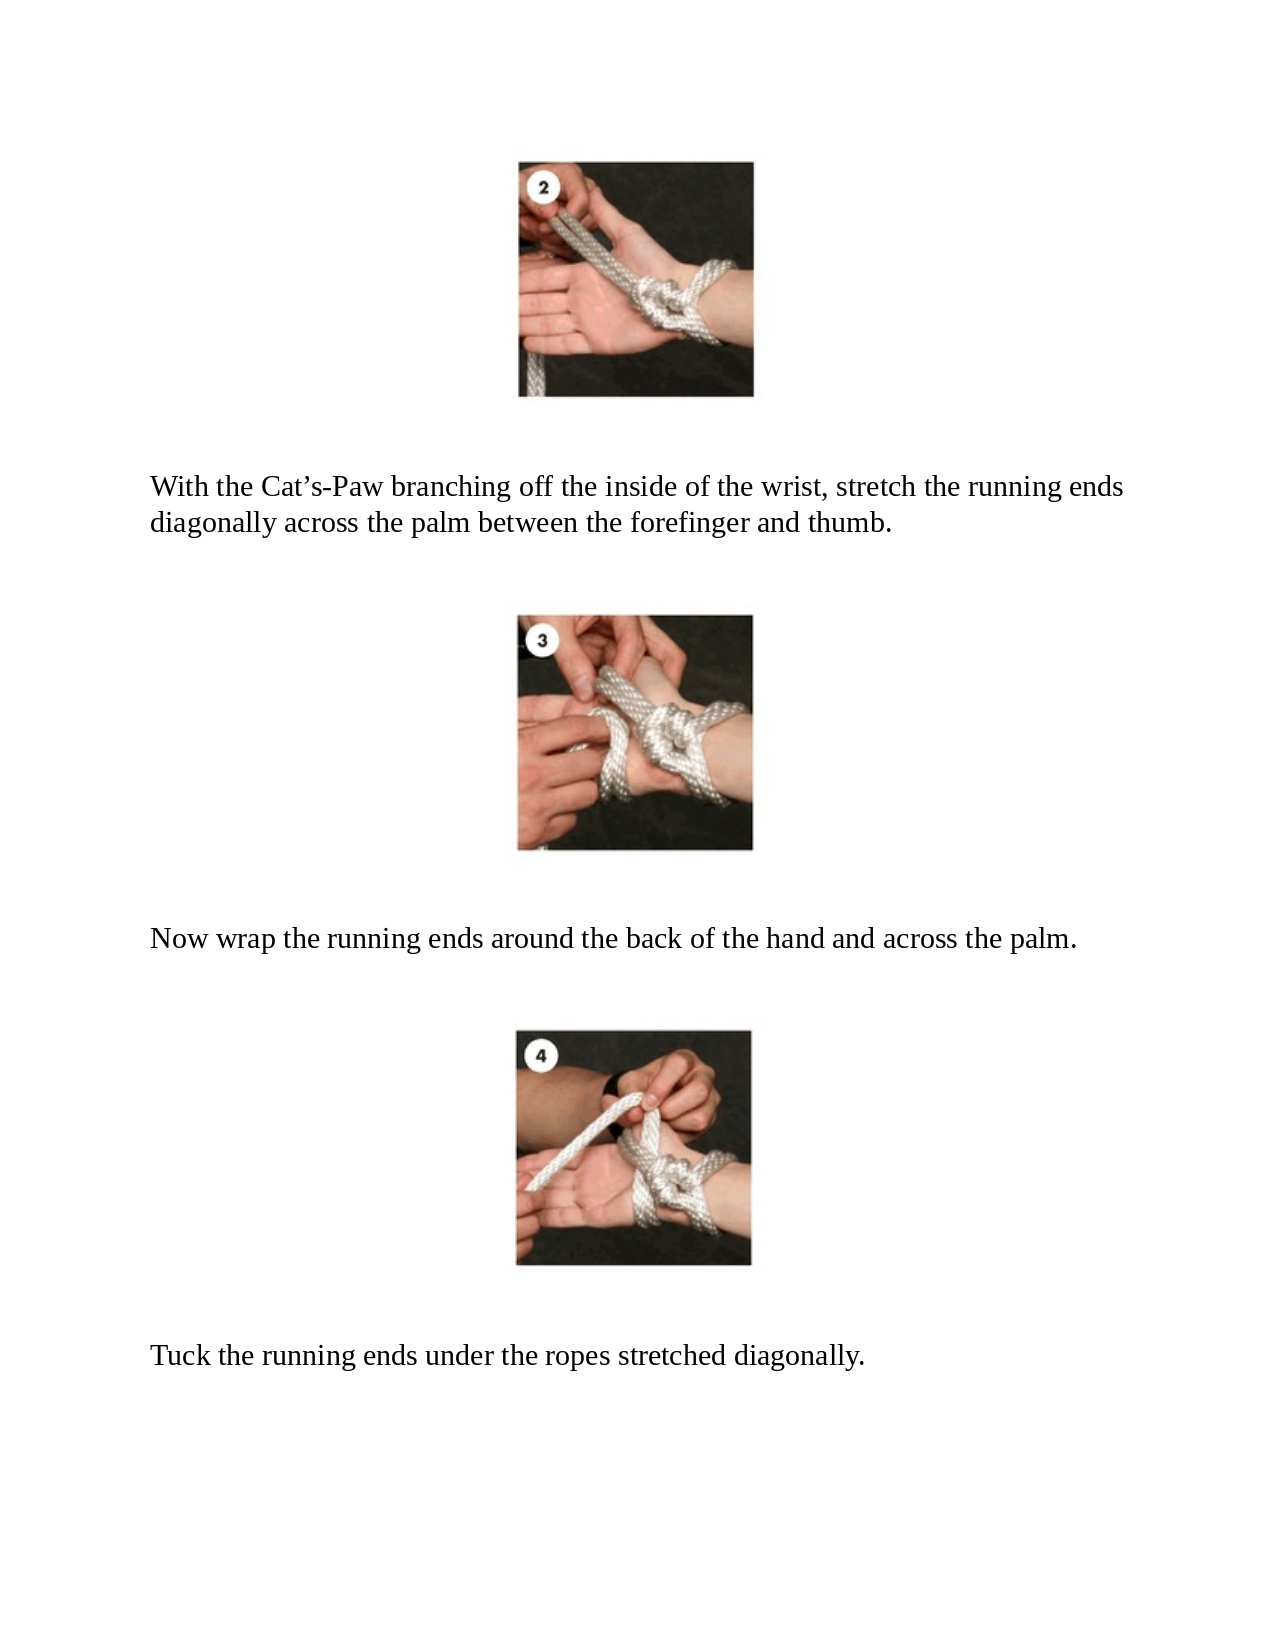 2
With the Cat’s-Paw branching off the inside of the wrist, stretch the running ends
diagonally across the palm between the forefinger and thumb.
3
Now wrap the running ends around the back of the hand and across the palm.
4
Tuck the running ends under the ropes stretched diagonally.